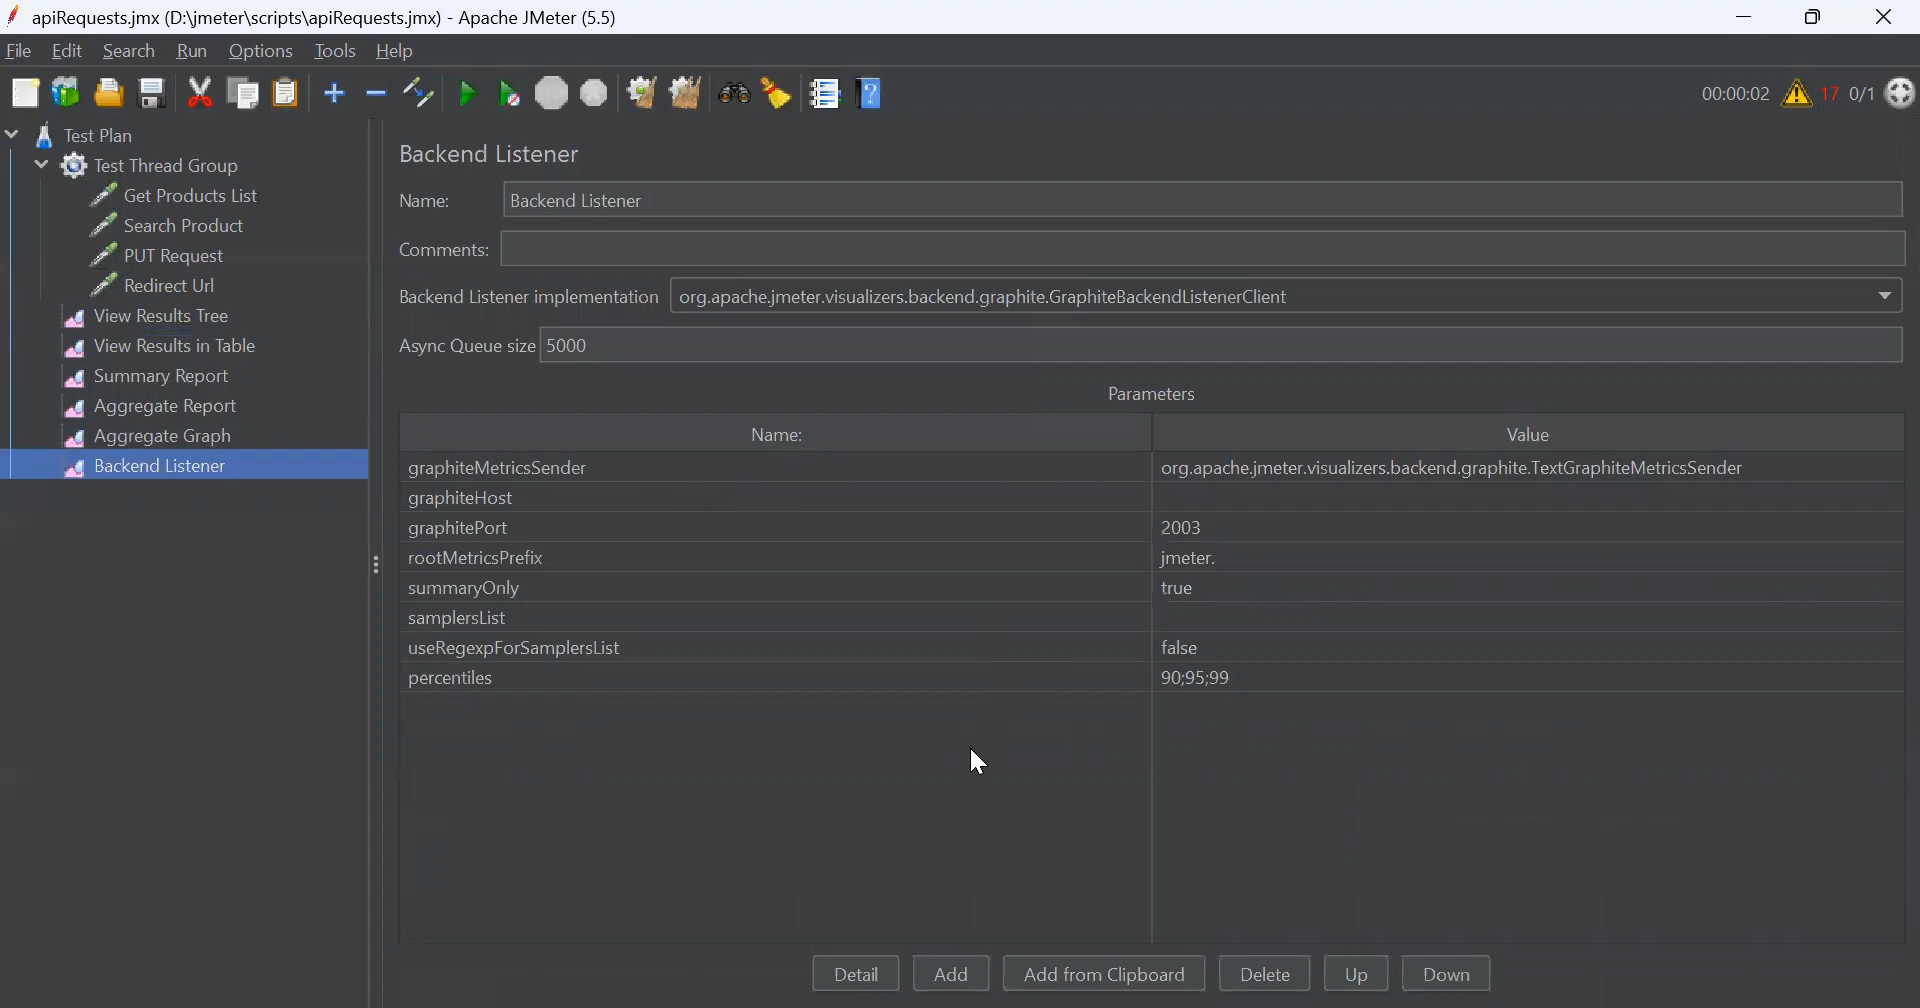 apiRequests.jmx (D:\jmeter\scripts\apiRequests.jmx) - Apache JMeter (5.5)
File Edit Search Run Options Tools Help
00:00:02 17 0/1
Test Plan
Test Thread Group
Get Products List
Search Product
PUT Request
Redirect Url
View Results Tree
View Results in Table
Summary Report
Aggregate Report
Aggregate Graph
Backend Listener
Backend Listener
Name: Backend Listener
Comments:
Backend Listener implementation org.apache.jmeter.visualizers.backend.graphite.GraphiteBackendListenerClient
Async Queue size 5000
Parameters
Name: Value
graphiteMetricsSender org.apache.jmeter.visualizers.backend.graphite.TextGraphiteMetricsSender
graphiteHost
graphitePort 2003
rootMetricsPrefix jmeter.
summaryOnly true
samplersList
useRegexpForSamplersList false
percentiles 90;95;99
Detail Add Add from Clipboard Delete Up Down